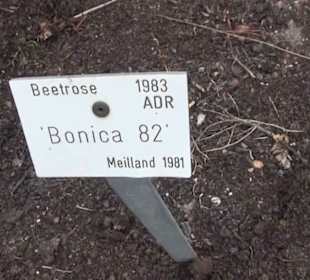 Beetrose 1983
ADR
'Bonica 82'
Meilland 1981